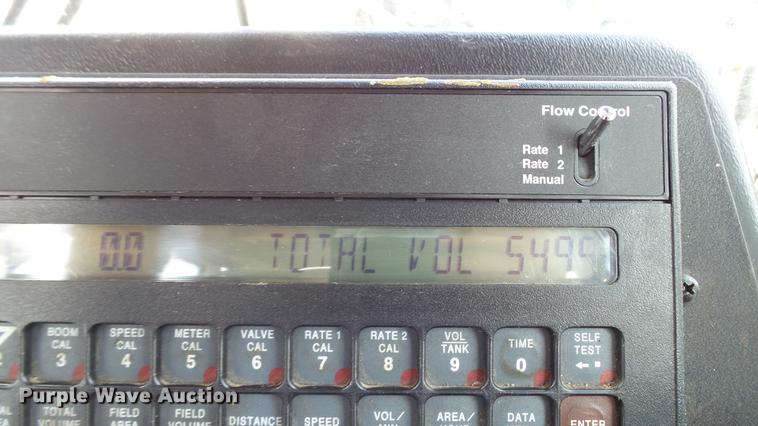 Flow Control
Rate 1
Rate 2
Manual
0.0 TOTAL VOL 5499
2
BOOM CAL 3
SPEED CAL 4
METER CAL 5
VALVE CAL 6
RATE 1 CAL 7
RATE 2 CAL 8
VOL TANK 9
TIME 0
SELF TEST ←
TOTAL VOLUME
FIELD AREA
FIELD VOLUME
DISTANCE
SPEED
VOL/
AREA/
DATA
ENTER
Purple Wave Auction